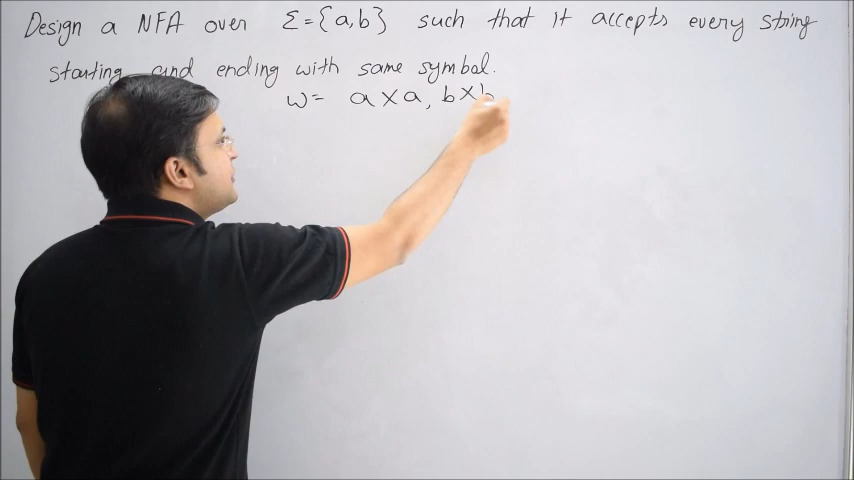 Design a NFA over Σ={a,b} such that it accepts every string
starting and ending with same symbol.
w= a X a, b X b